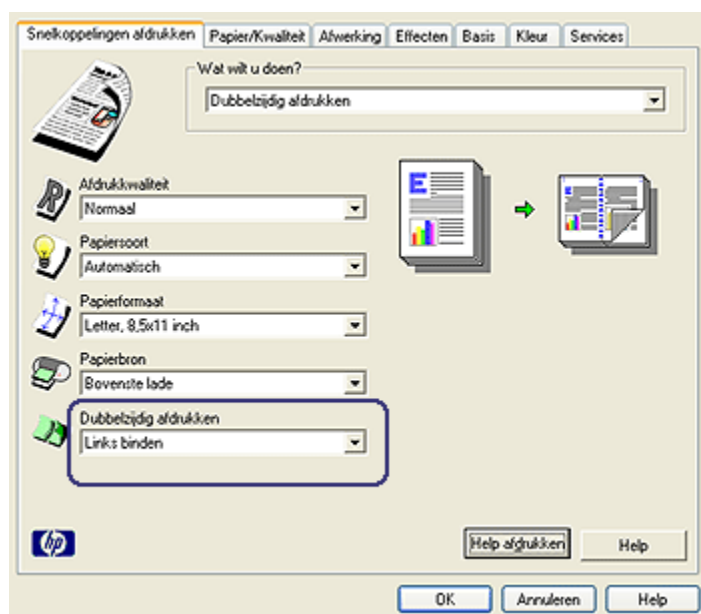 Snelkoppelingen afdrukken Papier/Kwaliteit Afwerking Effecten Basis Kleur Services
Wat wilt u doen?
Dubbelzijdig afdrukken
Afdrukkwaliteit
Normaal
Papiersoort
Automatisch
Papierformaat
Letter, 8,5x11 inch
Papierbron
Bovenste lade
Dubbelzijdig afdrukken
Links binden
E
E
R
hp
Help afdrukken Help
OK Annuleren Help